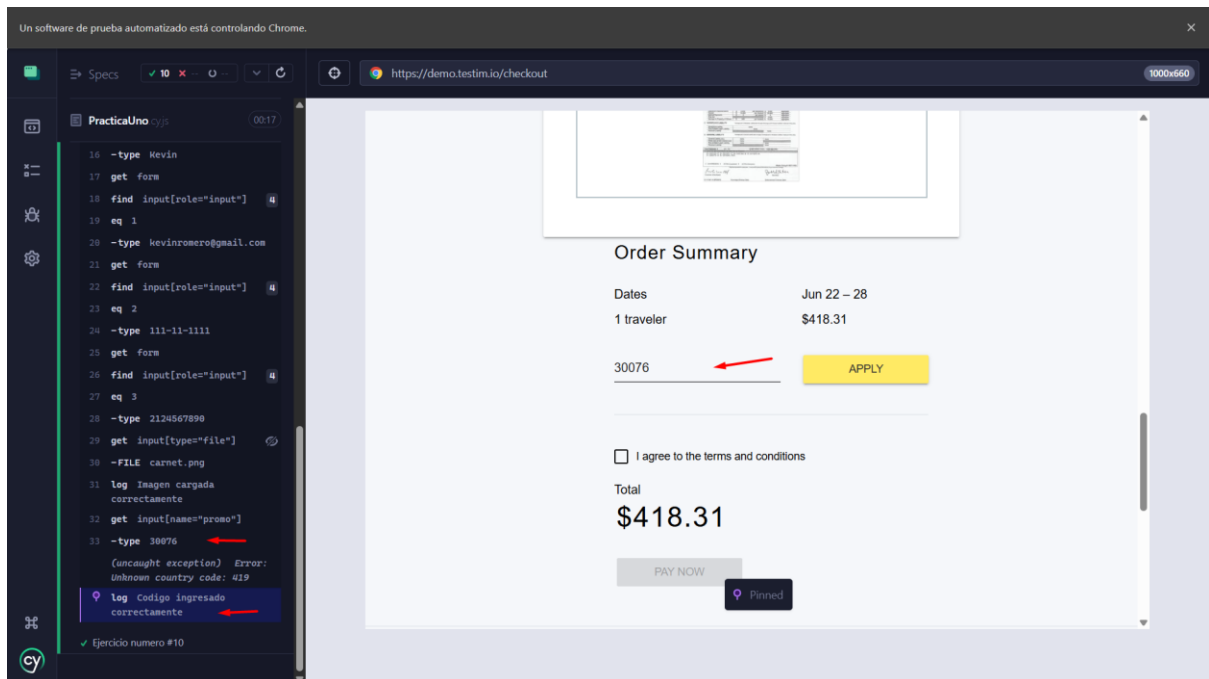 Un software de prueba automatizado está controlando Chrome.
Specs
10
-- --
https://demo.testim.io/checkout
1000x660
PracticaUno.cy.js 00:17
16 -type Kevin
17 get form
18 find input[role="input"] 4
19 eq 1
20 -type kevinromero@gmail.com
21 get form
22 find input[role="input"] 4
23 eq 2
24 -type 111-11-1111
25 get form
26 find input[role="input"] 4
27 eq 3
28 -type 2124567890
29 get input[type="file"]
30 -FILE carnet.png
31 log Imagen cargada
correctamente
32 get input[name="promo"]
33 -type 30076
(uncaught exception) Error:
Unknown country code: 419
log Codigo ingresado
correctamente
Ejercicio numero #10
cy
Order Summary
Dates Jun 22 – 28
1 traveler $418.31
30076 APPLY
I agree to the terms and conditions
Total
$418.31
PAY NOW
Pinned